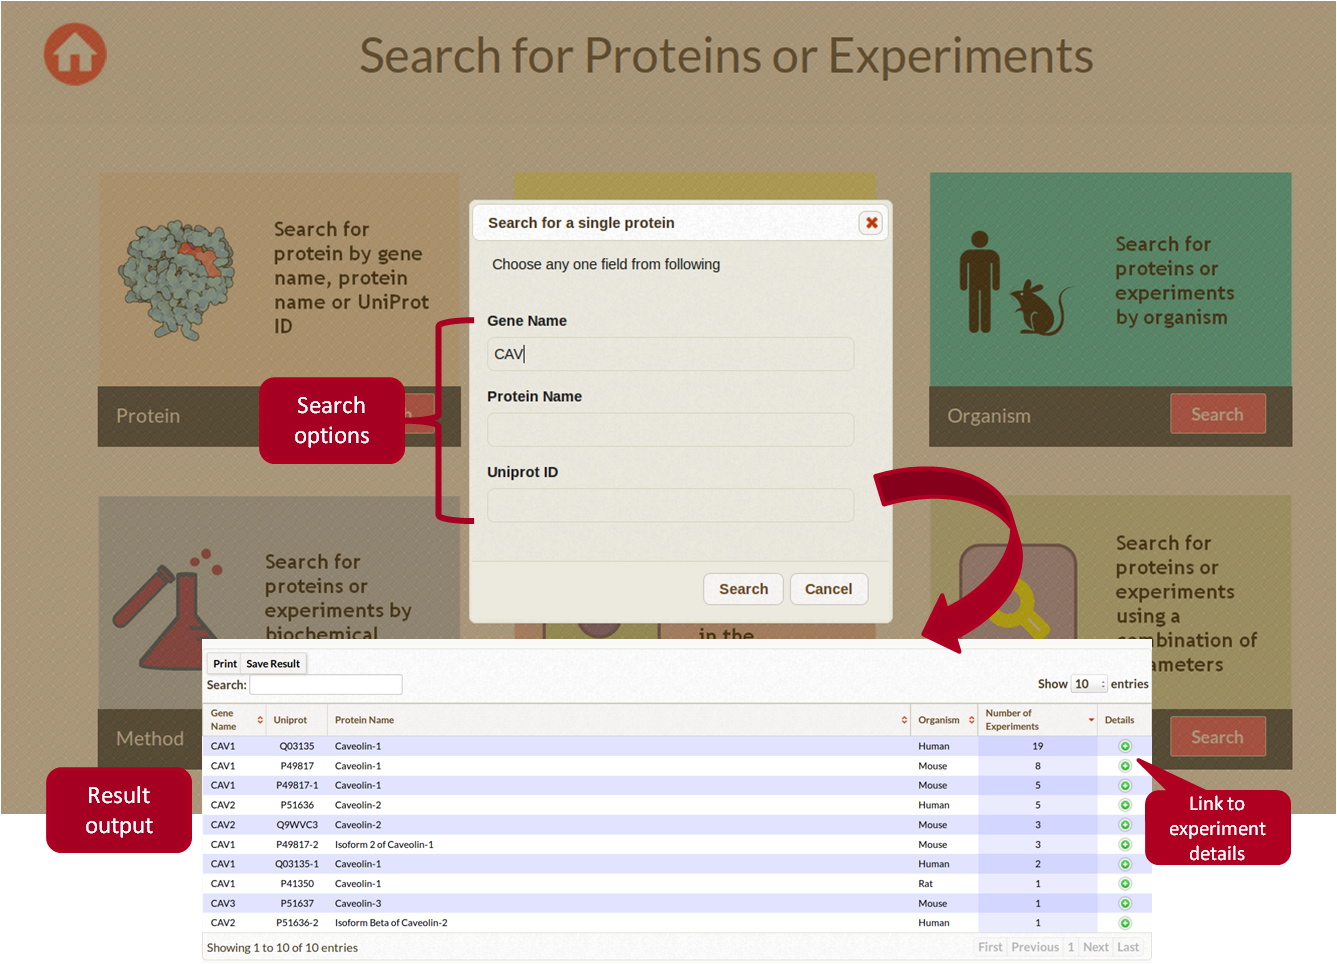 Search for Proteins or Experiments
Search for
protein by gene
name, protein
name or UniProt
ID
Protein
Search for
proteins or
experiments
by organism
Organism
Search
Search for a single protein
Choose any one field from following
Gene Name
CAV
Protein Name
Uniprot ID
Search
Cancel
Search
options
Search for
proteins or
experiments by
biochemical
Method
in the
Search for
proteins or
experiments
using a
combination of
Search
Print Save Result
Search:
Show 10 entries
Gene
Name
Uniprot
Protein Name
Organism
Number of
Experiments
Details
CAV1 Q03135 Caveolin-1 Human 19
CAV1 P49817 Caveolin-1 Mouse 8
CAV1 P49817-1 Caveolin-1 Mouse 5
CAV2 P51636 Caveolin-2 Human 5
CAV2 Q9WVC3 Caveolin-2 Mouse 3
CAV1 P49817-2 Isoform 2 of Caveolin-1 Mouse 3
CAV1 Q03135-1 Caveolin-1 Human 2
CAV1 P41350 Caveolin-1 Rat 1
CAV3 P51637 Caveolin-3 Mouse 1
CAV2 P51636-2 Isoform Beta of Caveolin-2 Human 1
Showing 1 to 10 of 10 entries
First Previous 1 Next Last
Result
output
Link to
experiment
details